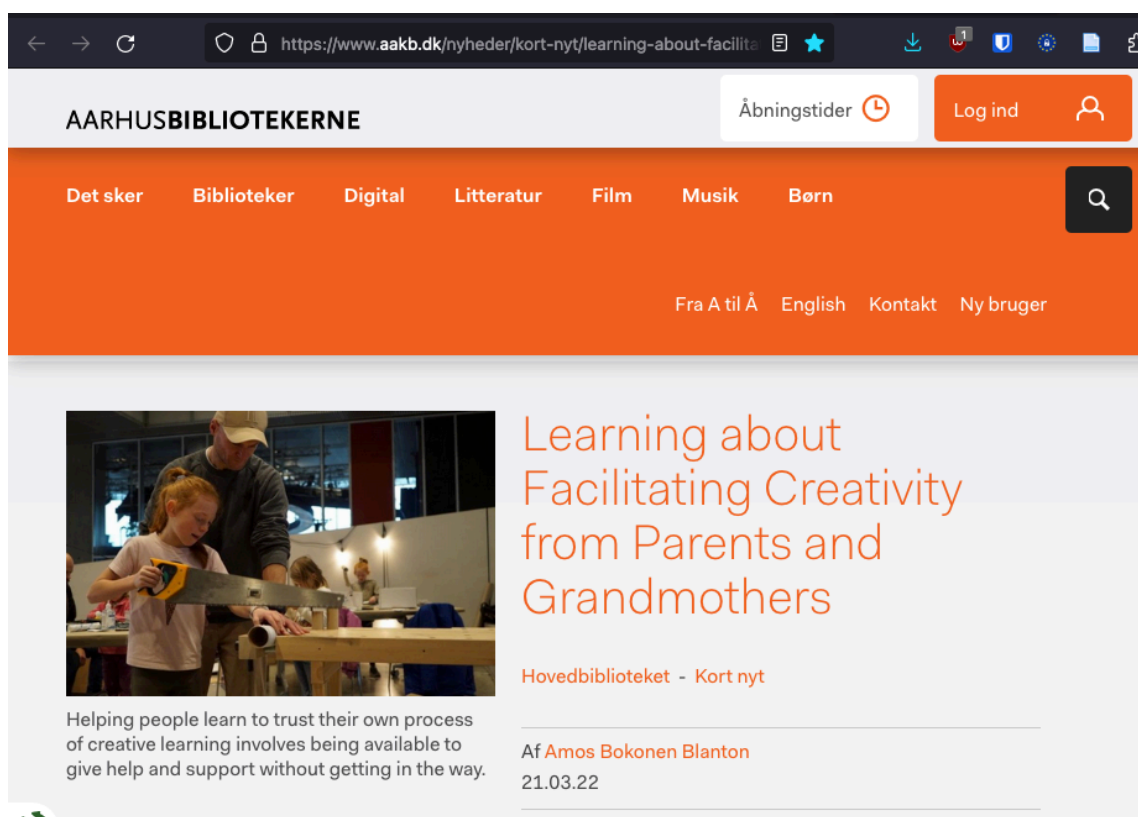 https://www.aakb.dk/nyheder/kort-nyt/learning-about-facilita
1
AARHUSBIBLIOTEKERNE
Åbningstider
Log ind
Det sker Biblioteker Digital Litteratur Film Musik Børn
Fra A til Å English Kontakt Ny bruger
Learning about
Facilitating Creativity
from Parents and
Grandmothers
Hovedbiblioteket - Kort nyt
Helping people learn to trust their own process
of creative learning involves being available to
give help and support without getting in the way.
Af Amos Bokonen Blanton
21.03.22